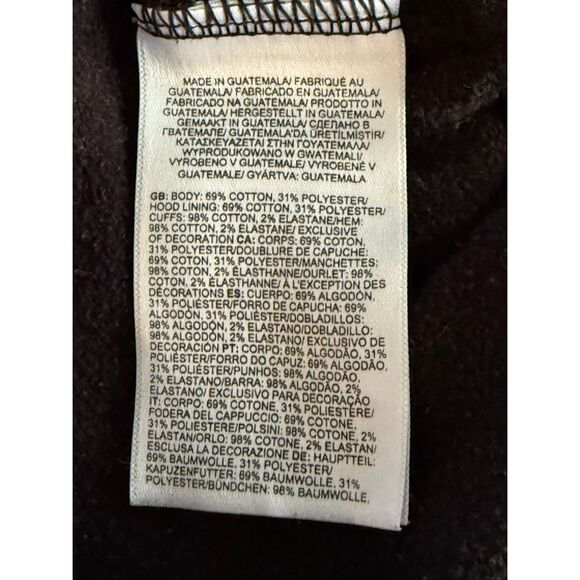 MADE IN GUATEMALA/ FABRIQUÉ AU
GUATEMALA/ FABRICADO EN GUATEMALA/
FABRICADO NA GUATEMALA/ PRODOTTO IN
GUATEMALA/ HERGESTELLT IN GUATEMALA/
GEMAAKT IN GUATEMALA/ СДЕЛАНО В
ГВАТЕМАЛЕ/ GUATEMALA'DA ÜRETİLMİŞTİR/
ΚΑΤΑΣΚΕΥΑΖΕΤΑΙ ΣΤΗΝ ΓΟΥΑΤΕΜΑΛΑ/
WYPRODUKOWANO W GWATEMALI/
VYROBENO V GUATEMALE/ VYROBENÉ V
GUATEMALE/ GYÁRTVA: GUATEMALA
GB: BODY: 69% COTTON, 31% POLYESTER/
HOOD LINING: 69% COTTON, 31% POLYESTER/
CUFFS: 98% COTTON, 2% ELASTANE/HEM:
98% COTTON, 2% ELASTANE/ EXCLUSIVE
OF DECORATION CA: CORPS: 69% COTON,
31% POLYESTER/DOUBLURE DE CAPUCHE:
69% COTON, 31% POLYESTER/MANCHETTES:
98% COTON, 2% ÉLASTHANNE/OURLET: 98%
COTON, 2% ÉLASTHANNE/ À L'EXCEPTION DES
DÉCORATIONS ES: CUERPO: 69% ALGODÓN,
31% POLIÉSTER/FORRO DE CAPUCHA: 69%
ALGODÓN, 31% POLIÉSTER/DOBLADILLOS:
98% ALGODÓN, 2% ELASTANO/DOBLADILLO:
98% ALGODÓN, 2% ELASTANO/ EXCLUSIVO DE
DECORACIÓN PT: CORPO: 69% ALGODÃO, 31%
POLIÉSTER/FORRO DO CAPUZ: 69% ALGODÃO,
31% POLIÉSTER/PUNHOS: 98% ALGODÃO,
2% ELASTANO/BARRA: 98% ALGODÃO, 2%
ELASTANO/ EXCLUSIVO PARA DECORAÇÃO
IT: CORPO: 69% COTONE, 31% POLIESTERE/
FODERA DEL CAPPUCCIO: 69% COTONE,
31% POLIESTERE/POLSINI: 98% COTONE, 2%
ELASTAN/ORLO: 98% COTONE, 2% ELASTAN/
ESCLUSA LA DECORAZIONE DE: HAUPTTEIL:
69% BAUMWOLLE, 31% POLYESTER/
KAPUZENFUTTER: 69% BAUMWOLLE, 31%
POLYESTER/BÜNDCHEN: 98% BAUMWOLLE,